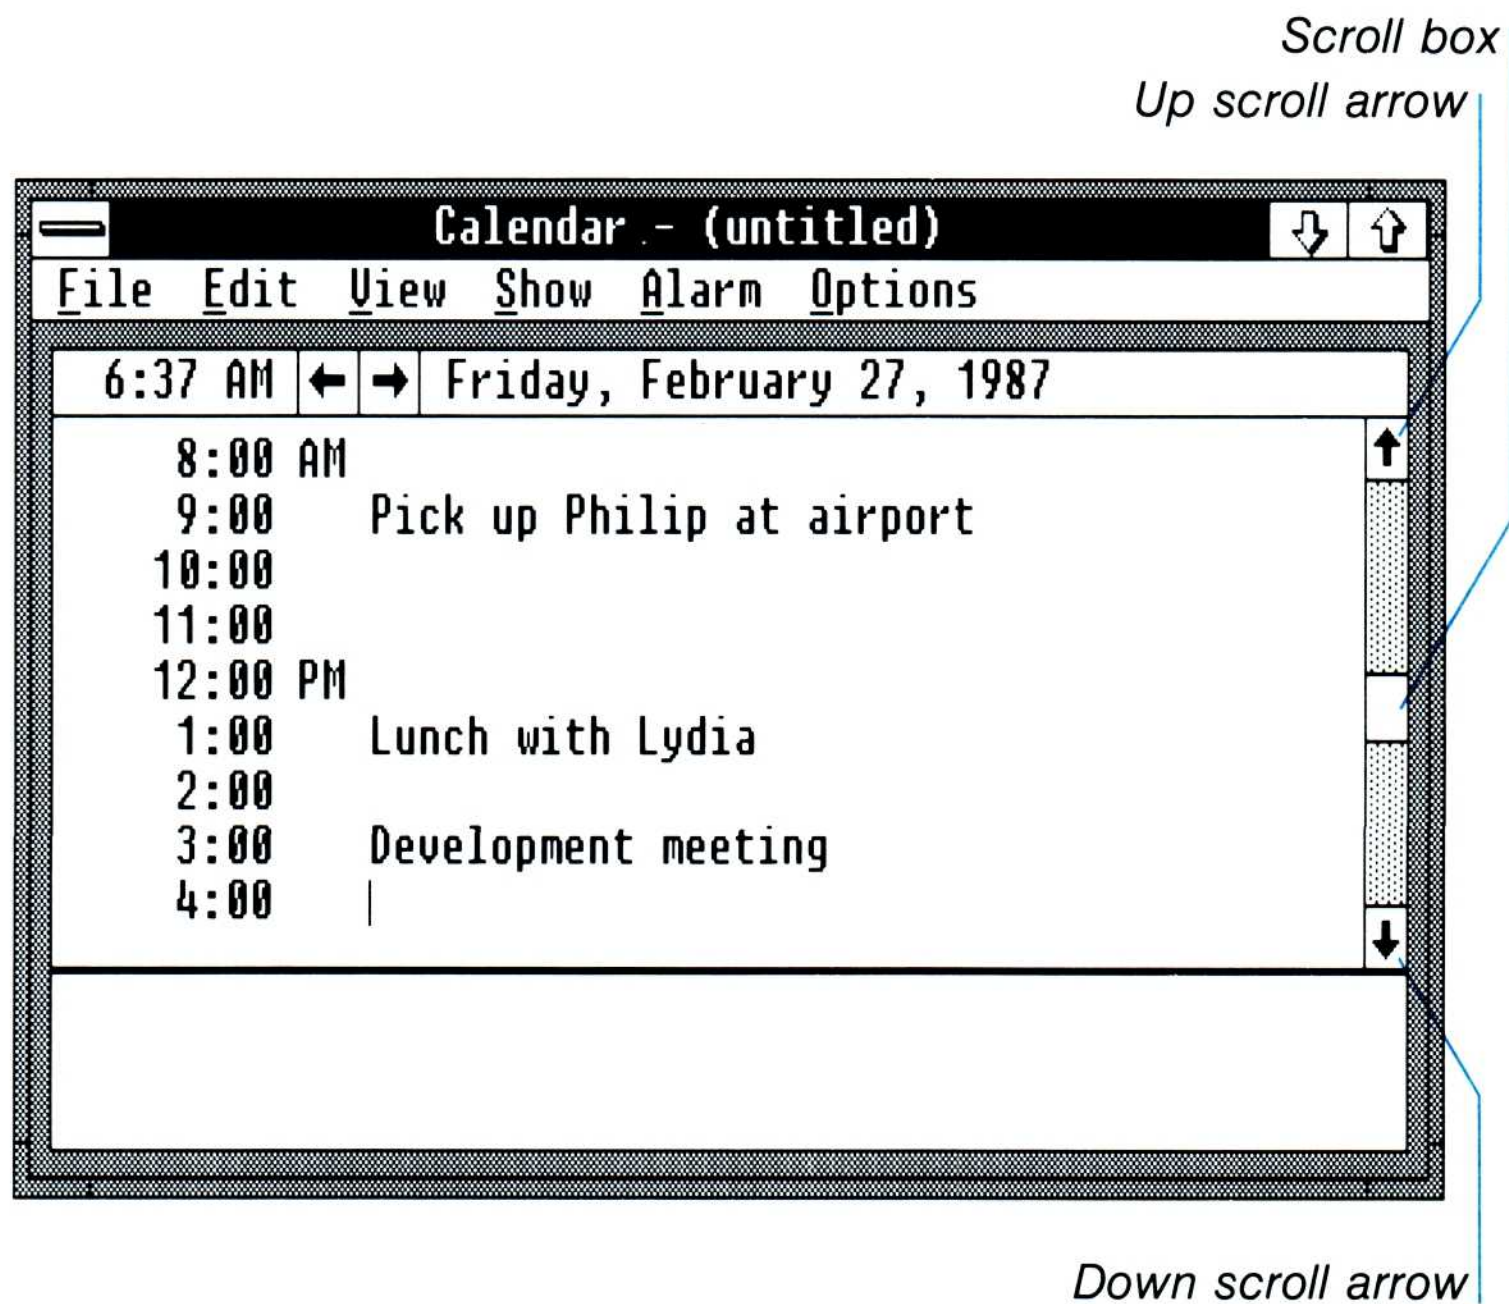 Scroll box
Up scroll arrow
Calendar - (untitled)
File Edit View Show Alarm Options
6:37 AM Friday, February 27, 1987
8:00 AM
9:00 Pick up Philip at airport
10:00
11:00
12:00 PM
1:00 Lunch with Lydia
2:00
3:00 Development meeting
4:00
Down scroll arrow